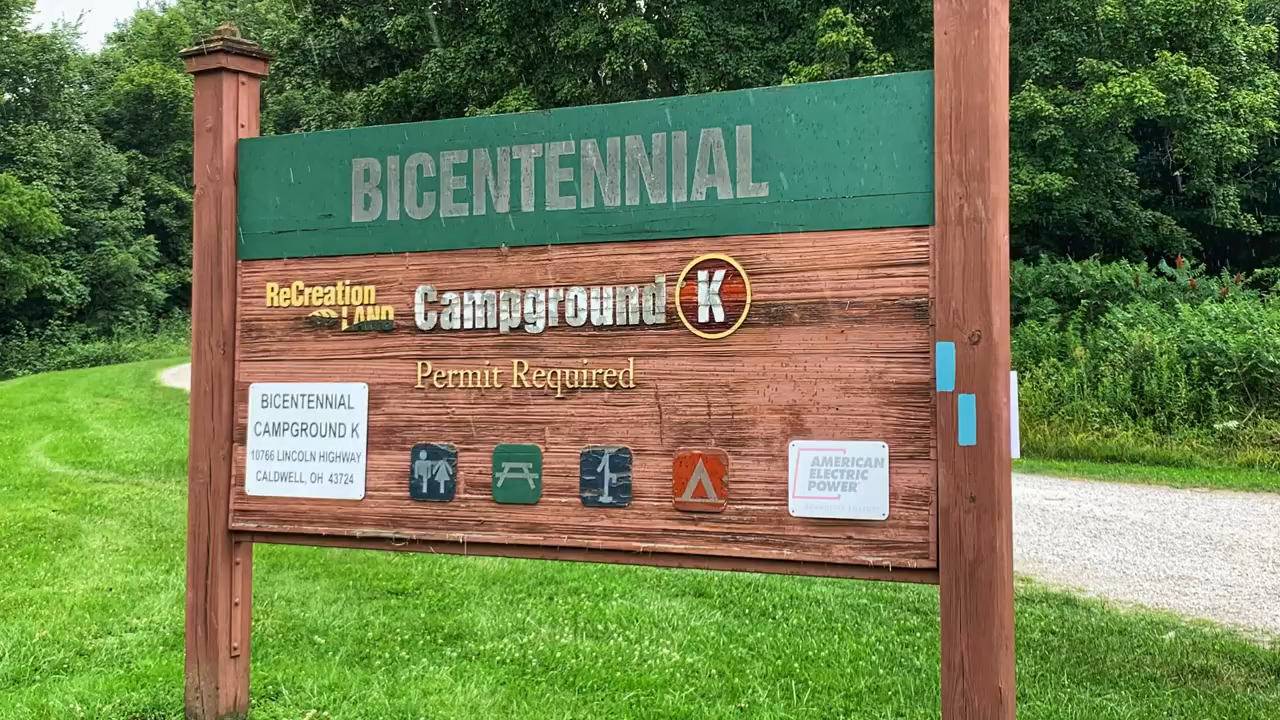 BICENTENNIAL
ReCreation
LAND
Campground K
Permit Required
BICENTENNIAL
CAMPGROUND K
10766 LINCOLN HIGHWAY
CALDWELL, OH 43724
AMERICAN
ELECTRIC
POWER